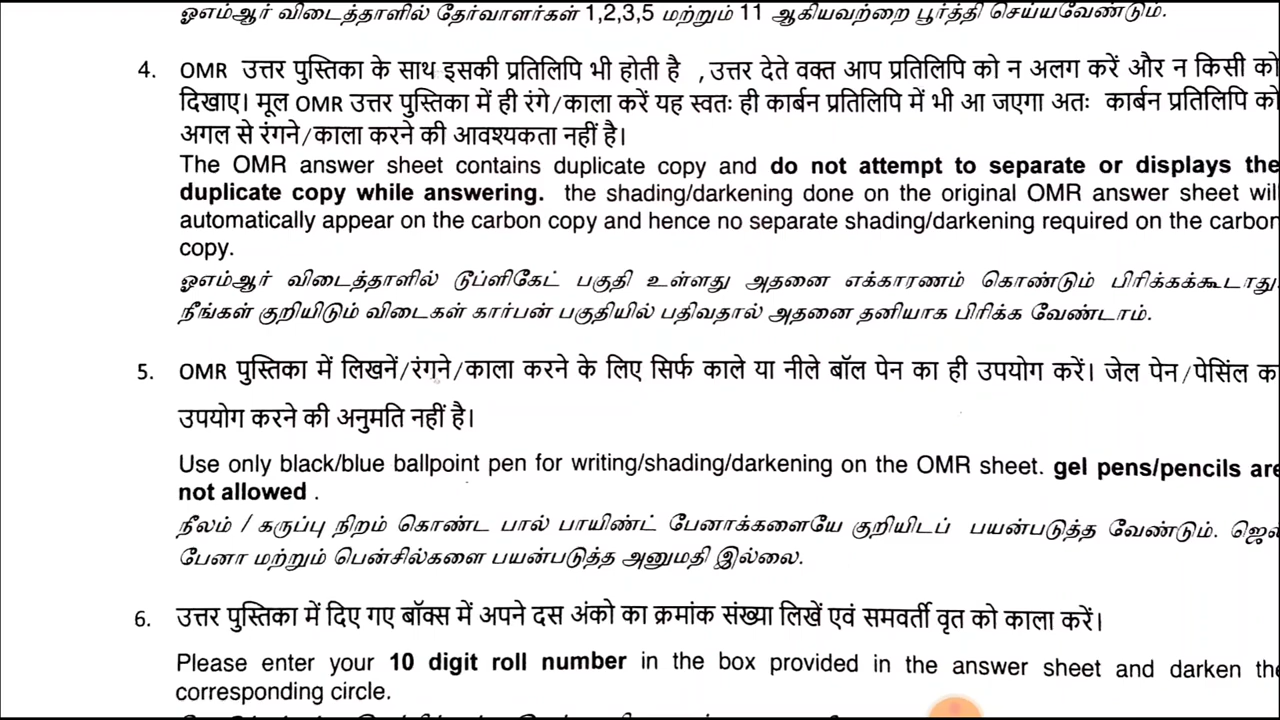 ஓஎம்ஆர் விடைத்தாளில் தேர்வாளர்கள் 1,2,3,5 மற்றும் 11 ஆகியவற்றை பூர்த்தி செய்யவேண்டும்.
4. OMR उत्तर पुस्तिका के साथ इसकी प्रतिलिपि भी होती है , उत्तर देते वक्त आप प्रतिलिपि को न अलग करें और न किसी को
दिखाए। मूल OMR उत्तर पुस्तिका में ही रंगे/काला करें यह स्वतः ही कार्बन प्रतिलिपि में भी आ जएगा अतः कार्बन प्रतिलिपि को
अगल से रंगने/काला करने की आवश्यकता नहीं है।
The OMR answer sheet contains duplicate copy and do not attempt to separate or displays the
duplicate copy while answering. the shading/darkening done on the original OMR answer sheet will
automatically appear on the carbon copy and hence no separate shading/darkening required on the carbon
copy.
ஓஎம்ஆர் விடைத்தாளில் டூப்ளிகேட் பகுதி உள்ளது அதனை எக்காரணம் கொண்டும் பிரிக்கக்கூடாது.
நீங்கள் குறியிடும் விடைகள் கார்பன் பகுதியில் பதிவதால் அதனை தனியாக பிரிக்க வேண்டாம்.
5. OMR पुस्तिका में लिखनें/रंगने/काला करने के लिए सिर्फ काले या नीले बॉल पेन का ही उपयोग करें। जेल पेन/पेसिंल का
उपयोग करने की अनुमति नहीं है।
Use only black/blue ballpoint pen for writing/shading/darkening on the OMR sheet. gel pens/pencils are
not allowed .
நீலம் / கருப்பு நிறம் கொண்ட பால் பாயிண்ட் பேனாக்களையே குறியிடப் பயன்படுத்த வேண்டும். ஜெல்
பேனா மற்றும் பென்சில்களை பயன்படுத்த அனுமதி இல்லை.
6. उत्तर पुस्तिका में दिए गए बॉक्स में अपने दस अंको का क्रमांक संख्या लिखें एवं समवर्ती वृत को काला करें।
Please enter your 10 digit roll number in the box provided in the answer sheet and darken the
corresponding circle.